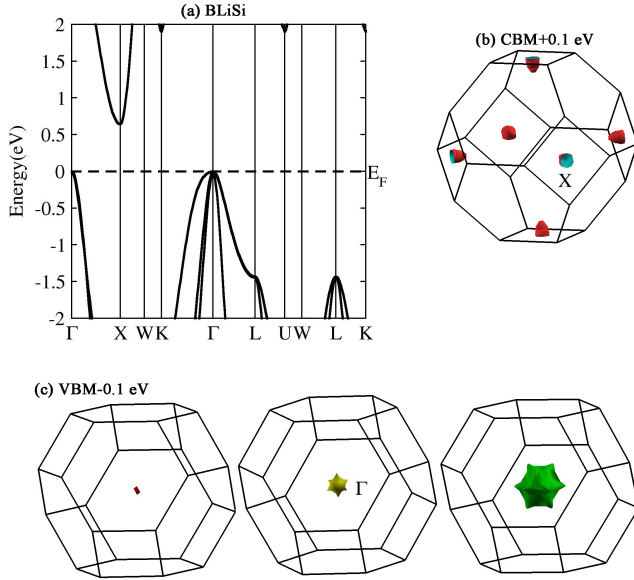 (a) BLiSi
(b) CBM+0.1 eV
Energy(eV)
2
1.5
1
0.5
0
-0.5
-1
-1.5
-2
E_F
Γ X W K Γ L U W L K
X
(c) VBM-0.1 eV
Γ